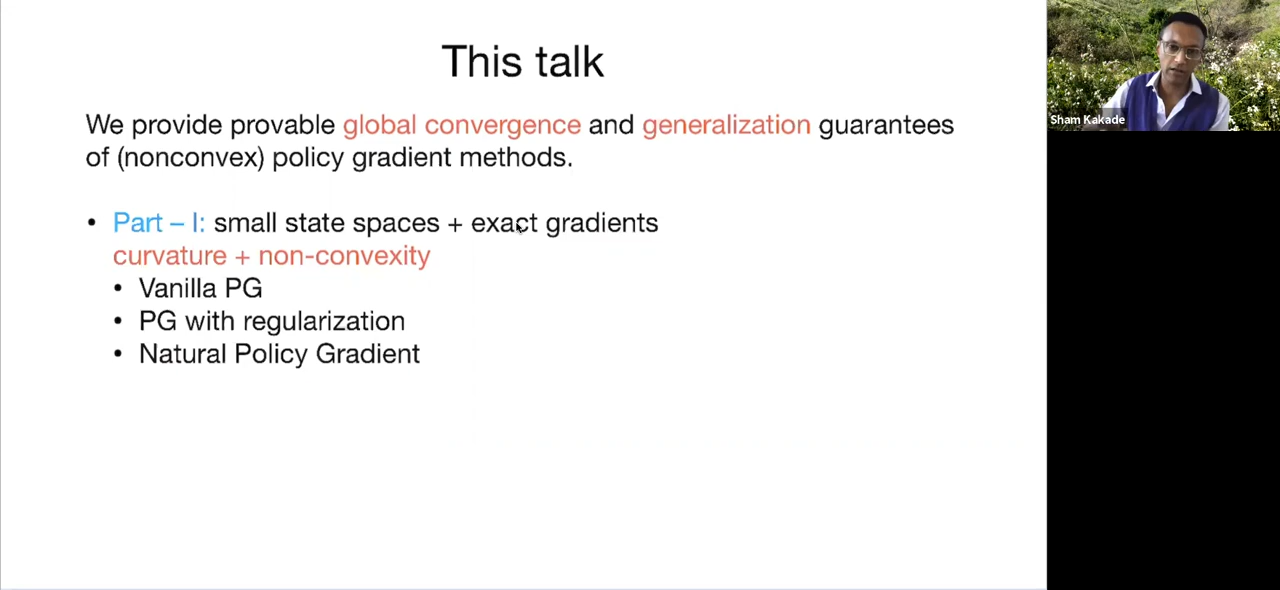 This talk
We provide provable global convergence and generalization guarantees
of (nonconvex) policy gradient methods.
• Part – I: small state spaces + exact gradients
curvature + non-convexity
• Vanilla PG
• PG with regularization
• Natural Policy Gradient
Sham Kakade